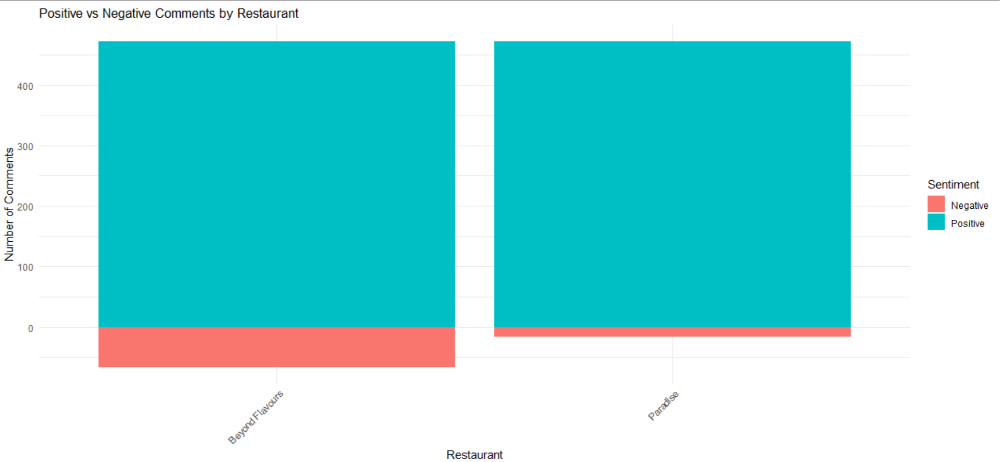 Positive vs Negative Comments by Restaurant
Number of Comments
400
300
200
100
0
Beyond Flavours
Paradise
Restaurant
Sentiment
Negative
Positive